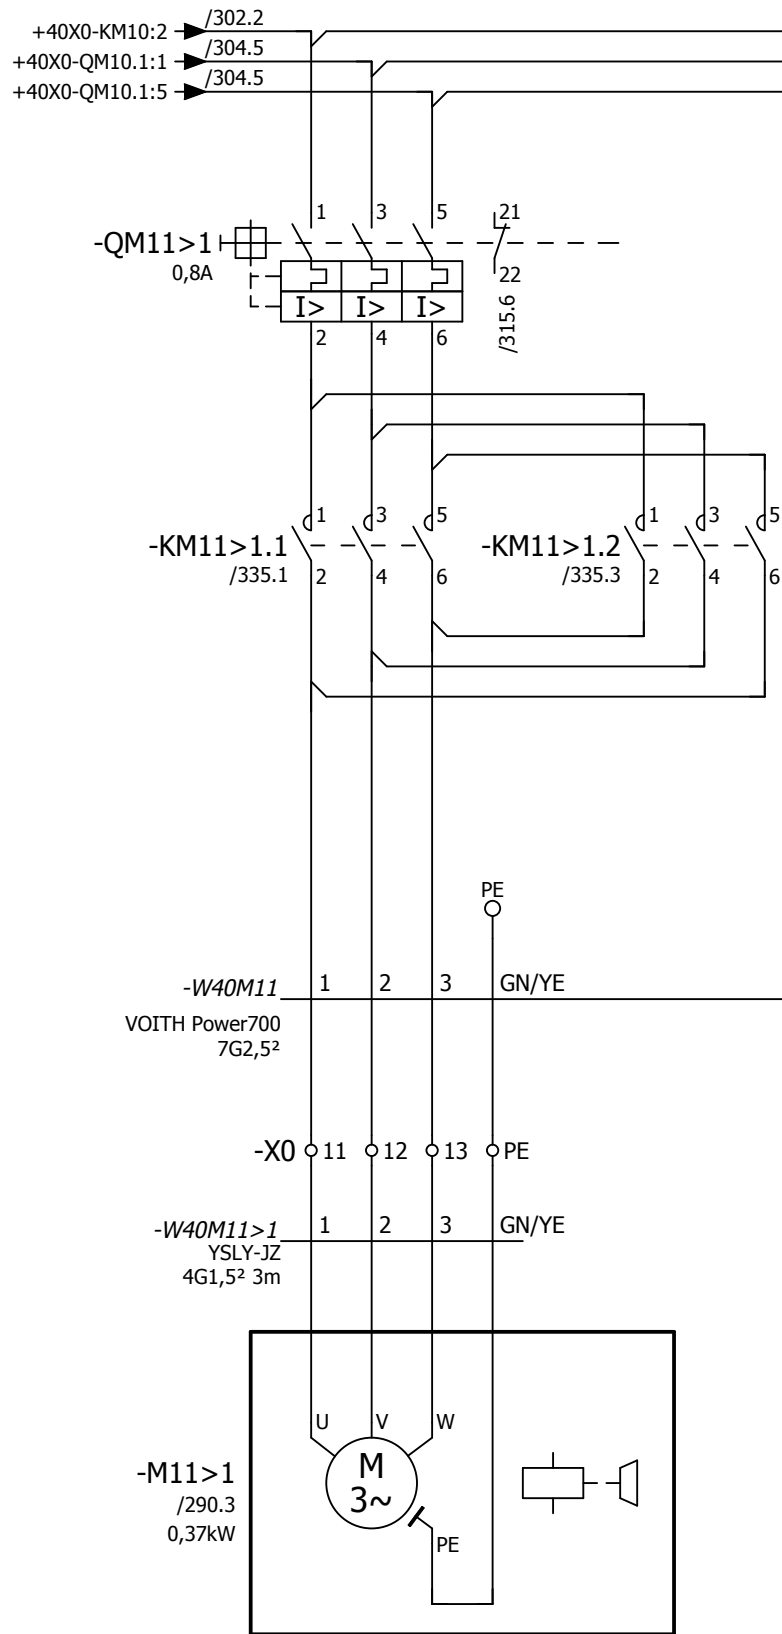 +40X0-KM10:2 /302.2
+40X0-QM10.1:1 /304.5
+40X0-QM10.1:5 /304.5
1 3 5 21
-QM11>1
0,8A
22
I> I> I>
2 4 6
/315.6
1 3 5 1 3 5
-KM11>1.1 -KM11>1.2
/335.1 2 4 6 /335.3 2 4 6
PE
-W40M11 1 2 3 GN/YE
VOITH Power700
7G2,5²
-X0 11 12 13 PE
-W40M11>1 1 2 3 GN/YE
YSLY-JZ
4G1,5² 3m
U V W
-M11>1 M
/290.3 3~
0,37kW
PE